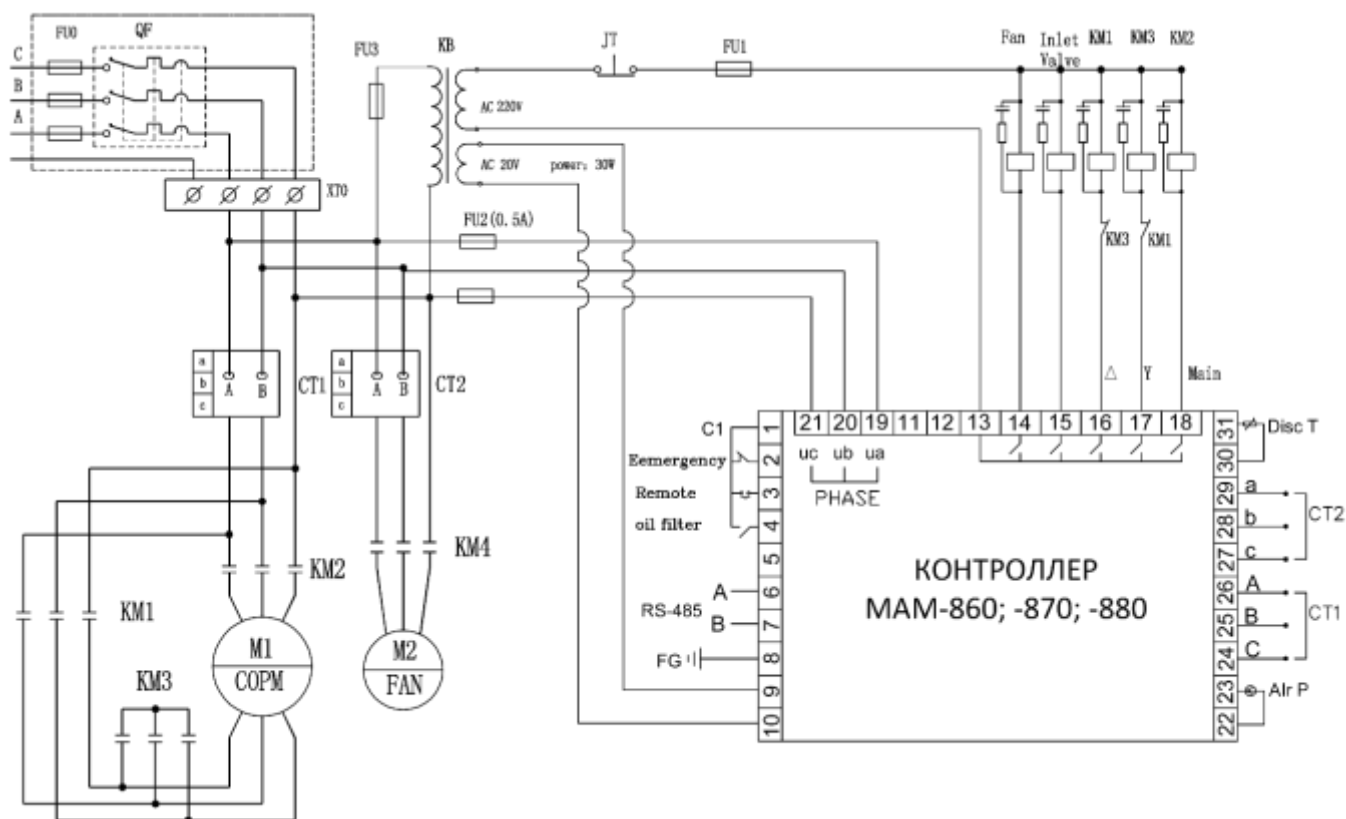 FU0
QF
C
B
A
XT0
FU3
KB
JT
FU1
Fan
Inlet
Valve
KM1
KM3
KM2
AC 220V
AC 20V
power: 30W
FU2(0.5A)
KM3
KM1
△
Y
Main
a
b
c
A
B
CT1
a
b
c
A
B
CT2
KM1
KM2
KM4
KM3
M1
COPM
M2
FAN
C1
Eemergency
Remote
oil filter
RS-485
A
B
FG
1
2
3
4
5
6
7
8
9
10
21
20
19
11
12
13
14
15
16
17
18
uc
ub
ua
PHASE
КОНТРОЛЛЕР
МАМ-860; -870; -880
31
30
29
28
27
26
25
24
23
22
Disc T
a
b
c
CT2
A
B
C
CT1
AIr P